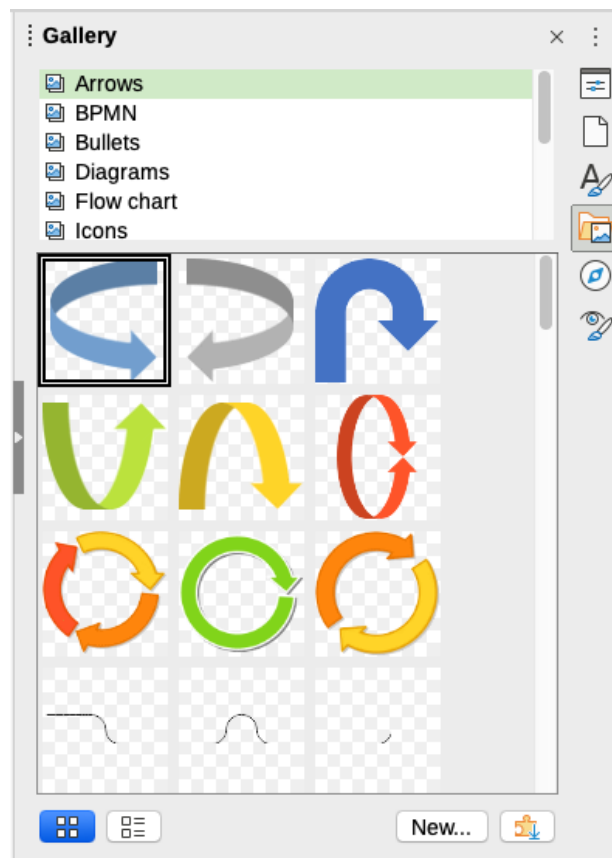 Gallery
Arrows
BPMN
Bullets
Diagrams
Flow chart
Icons
New...